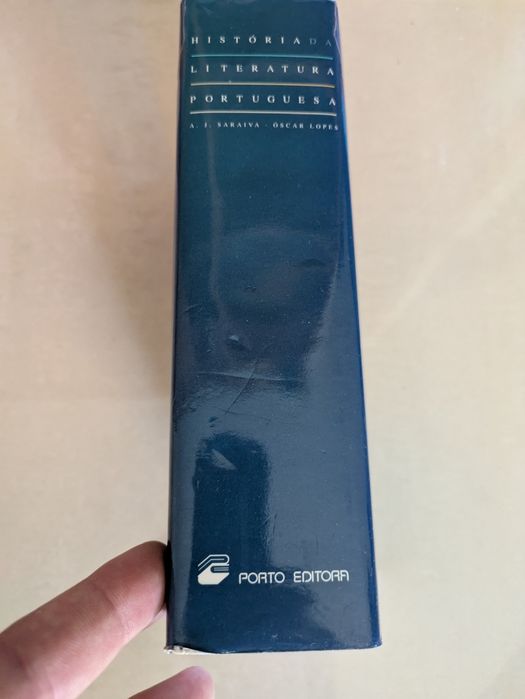 HISTÓRIA DA
LITERATURA
PORTUGUESA
A. J. SARAIVA · ÓSCAR LOPES
PORTO EDITORA